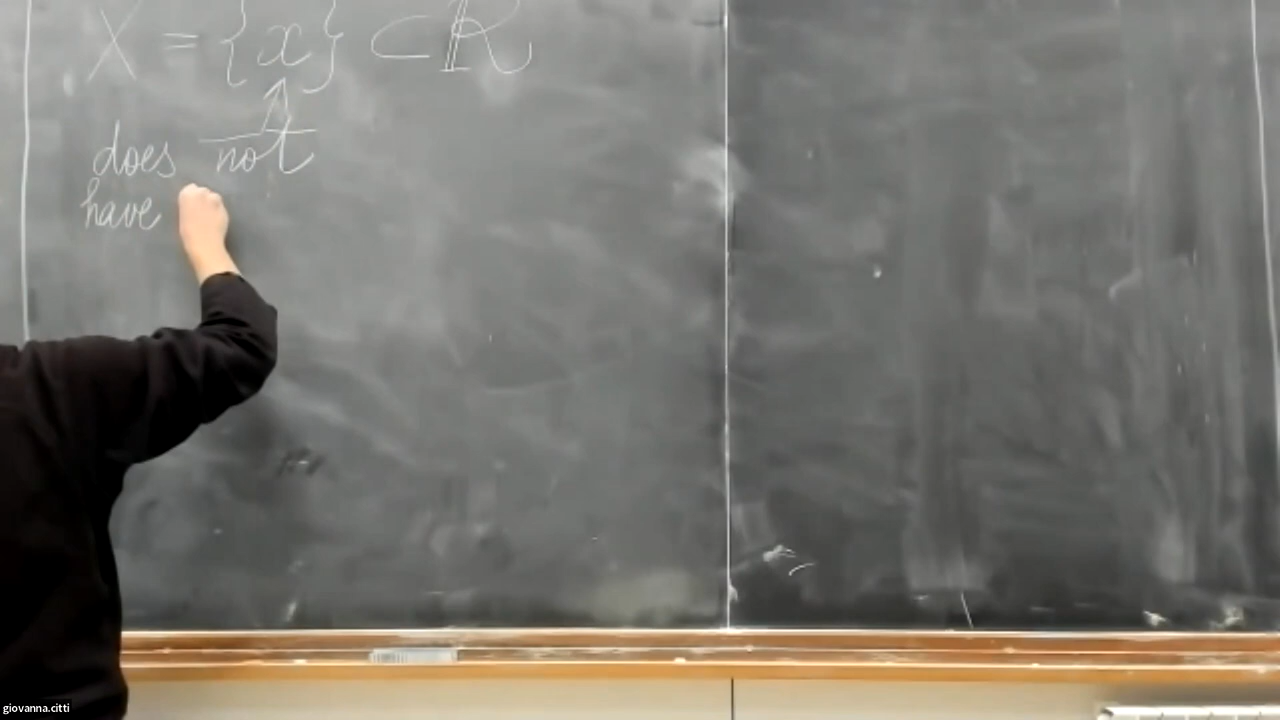 X = {x} ⊂ ℝ
does not
have
giovanna.citti